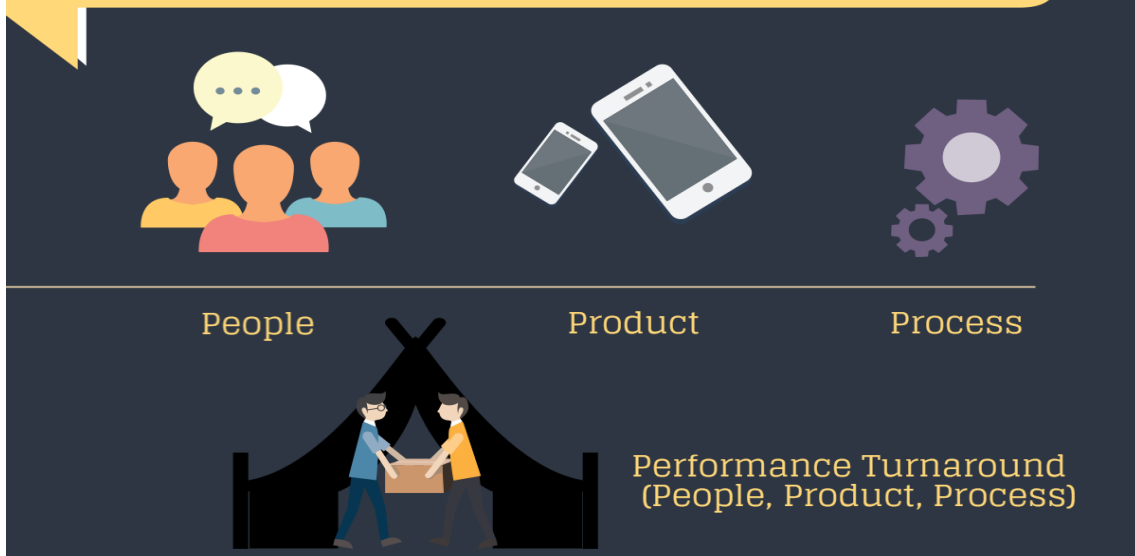 People
Product
Process
Performance Turnaround
(People, Product, Process)